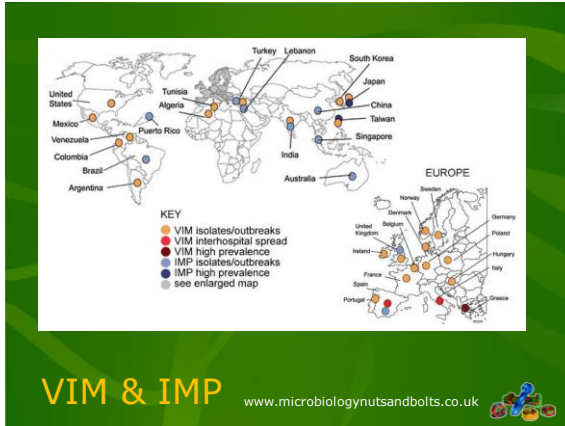 Turkey
Lebanon
South Korea
Japan
China
Taiwan
Singapore
India
Australia
Tunisia
Algeria
United
States
Mexico
Puerto Rico
Venezuela
Colombia
Brazil
Argentina
KEY
VIM isolates/outbreaks
VIM interhospital spread
VIM high prevalence
IMP isolates/outbreaks
IMP high prevalence
see enlarged map
EUROPE
Sweden
Norway
Denmark
Belgium
United
Kingdom
Ireland
France
Spain
Portugal
Germany
Poland
Hungary
Italy
Greece
VIM & IMP
www.microbiologynutsandbolts.co.uk